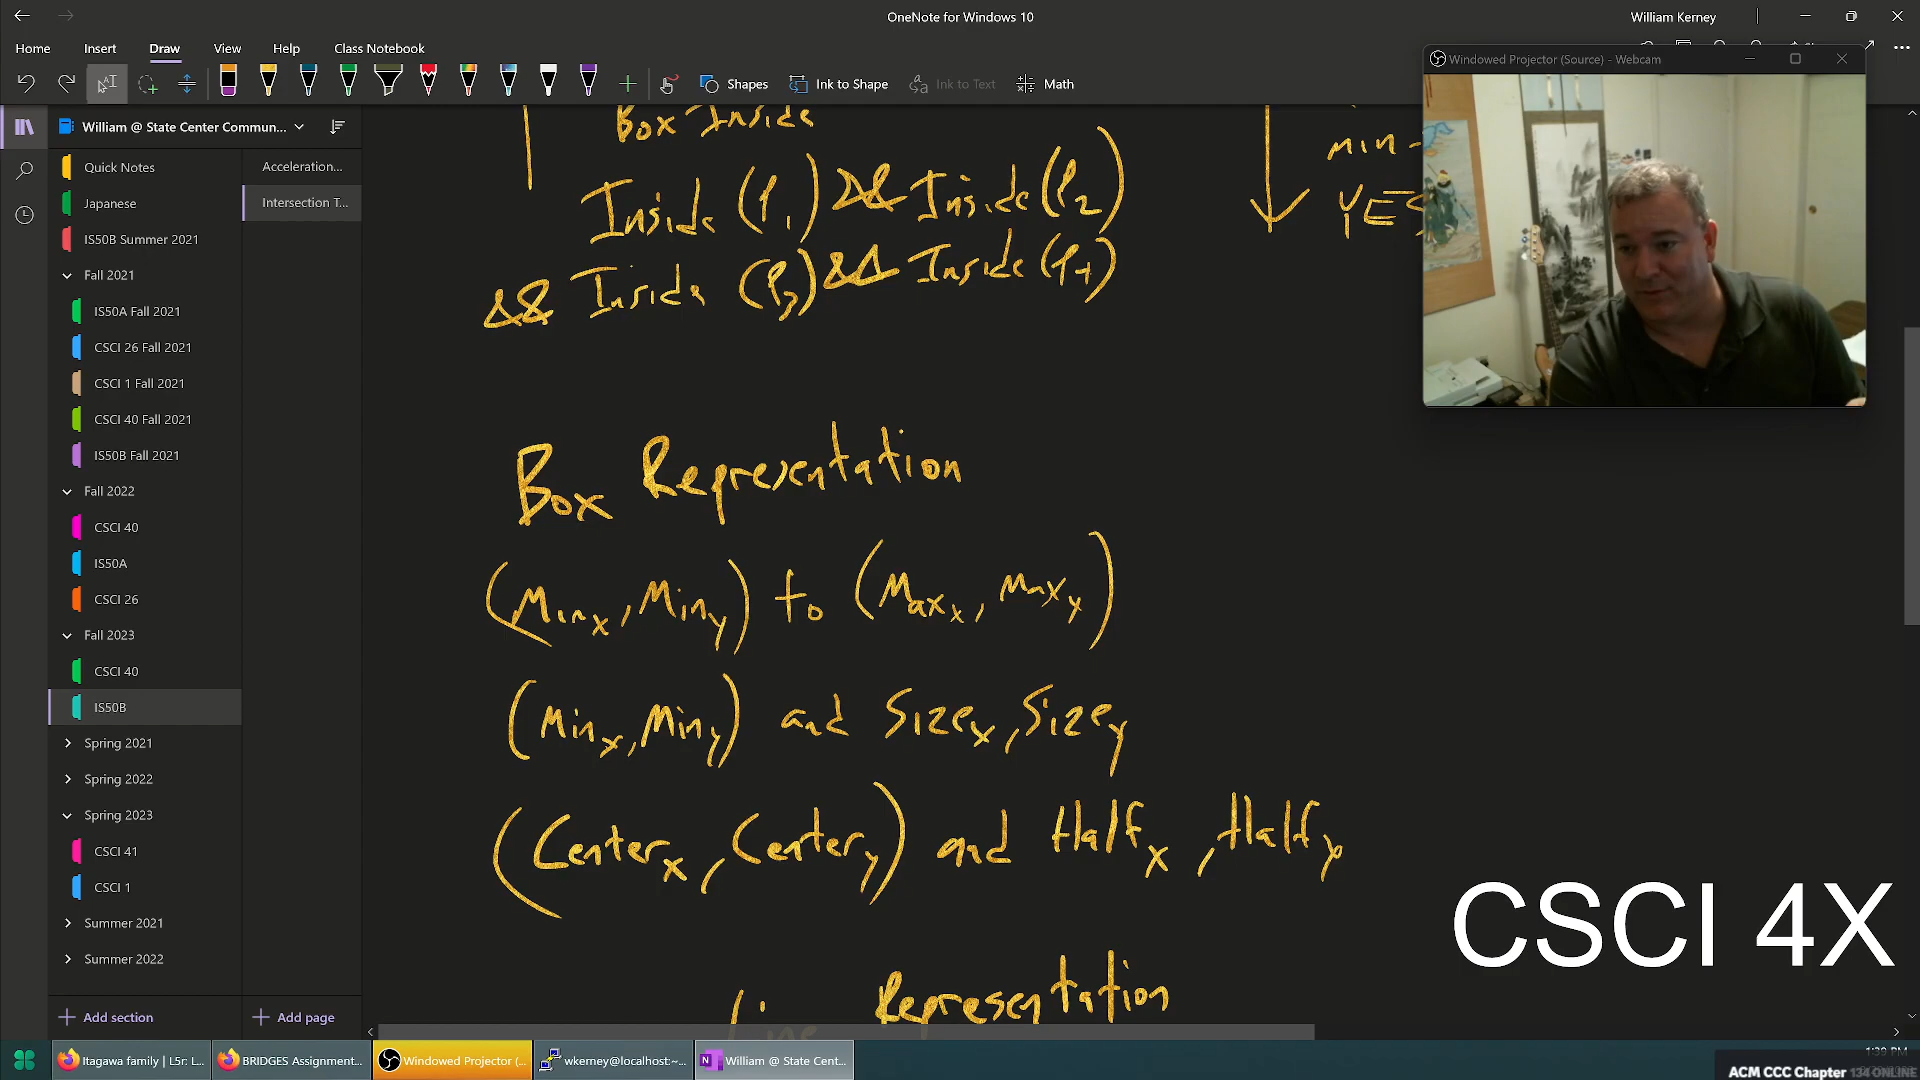 OneNote for Windows 10
William Kerney
Home Insert Draw View Help Class Notebook
Shapes Ink to Shape Ink to Text Math
Windowed Projector (Source) - Webcam
William @ State Center Commun...
Quick Notes
Japanese
IS50B Summer 2021
Fall 2021
IS50A Fall 2021
CSCI 26 Fall 2021
CSCI 1 Fall 2021
CSCI 40 Fall 2021
IS50B Fall 2021
Fall 2022
CSCI 40
IS50A
CSCI 26
Fall 2023
CSCI 40
IS50B
Spring 2021
Spring 2022
Spring 2023
CSCI 41
CSCI 1
Summer 2021
Summer 2022
Add section
Acceleration...
Intersection T...
Add page
Box Inside
Inside (P1) && Inside (P2)
&& Inside (P3) && Inside (P4)
min -
YES
Box Representation
(Minx, Miny) to (Maxx, Maxy)
(Minx, Miny) and Sizex, Sizey
(Centerx, Centery) and Halfx, Halfy
Line Representation
CSCI 4X
Itagawa family | L5r: L...
BRIDGES Assignment...
Windowed Projector (...
wkerney@localhost:~...
William @ State Cent...
1:39 PM
ACM CCC Chapter 134 ONLINE